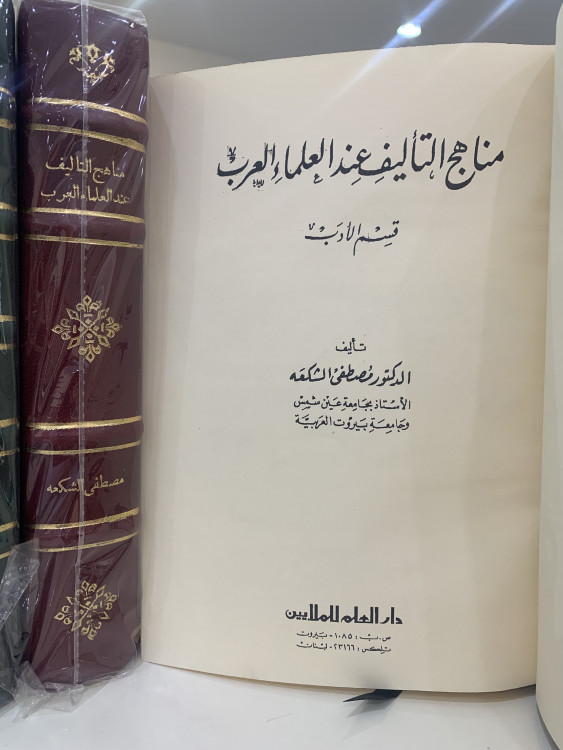 مناهج التأليف
عند العلماء العرب
مصطفى الشكعه
مناهج التأليف عند العلماء العرب
قسم الأدب
تأليف
الدكتور مصطفى الشكعه
الأستاذ بجامعة عين شمس
وجامعة بيروت العربية
دار العلم للملايين
ص.ب: ١٠٨٥ - بيروت
تلكس: ٢٣١٦٦ - لبنان